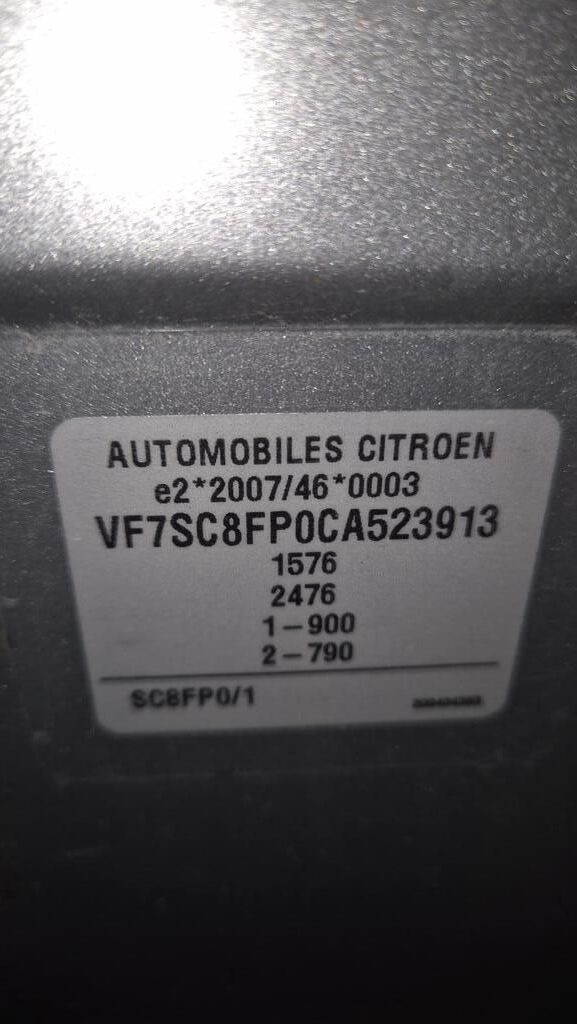 AUTOMOBILES CITROEN
e2*2007/46*0003
VF7SC8FP0CA523913
1576
2476
1-900
2-790
SC8FP0/1